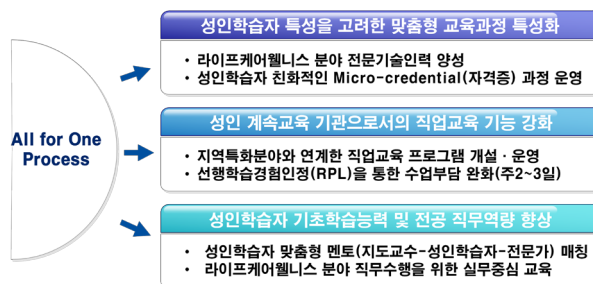 All for One
Process
성인학습자 특성을 고려한 맞춤형 교육과정 특성화
• 라이프케어웰니스 분야 전문기술인력 양성
• 성인학습자 친화적인 Micro-credential(자격증) 과정 운영
성인 계속교육 기관으로서의 직업교육 기능 강화
• 지역특화분야와 연계한 직업교육 프로그램 개설·운영
• 선행학습경험인정(RPL)을 통한 수업부담 완화(주2~3일)
성인학습자 기초학습능력 및 전공 직무역량 향상
• 성인학습자 맞춤형 멘토(지도교수-성인학습자-전문가) 매칭
• 라이프케어웰니스 분야 직무수행을 위한 실무중심 교육